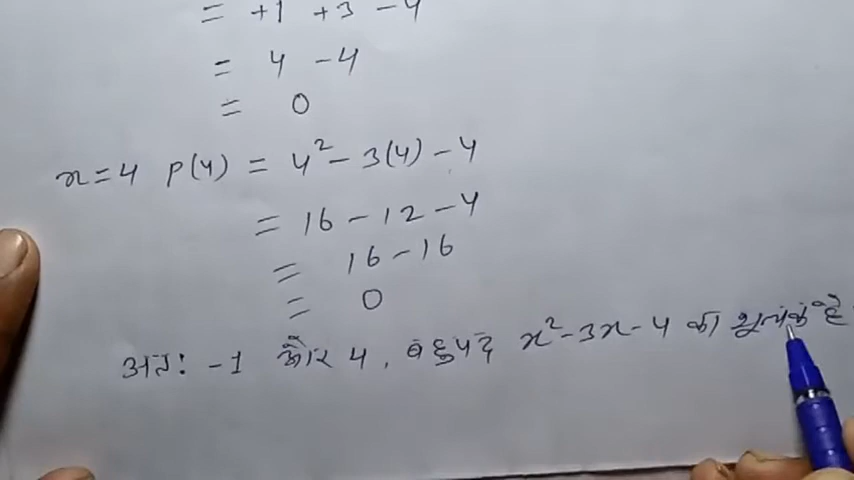 = +1 +3 -4
= 4 - 4
= 0
x=4 p(4) = 4² - 3(4) - 4
= 16 - 12 - 4
= 16 - 16
= 0
अतः -1 और 4, बहुपद x² - 3x - 4 का शून्यक है